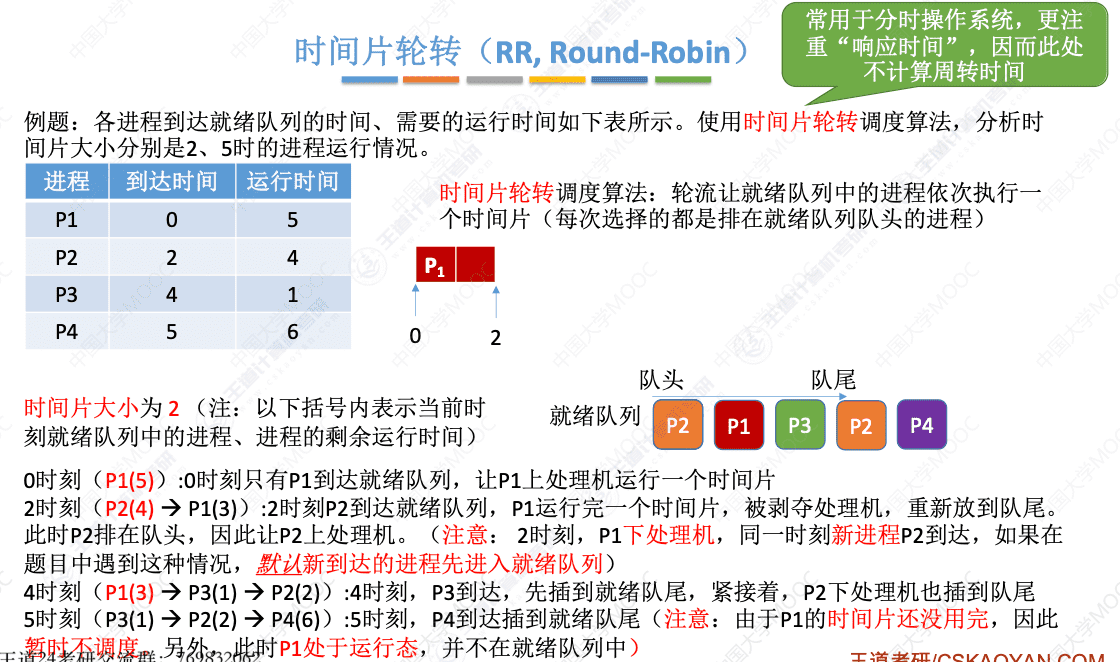 时间片轮转（RR, Round-Robin）
常用于分时操作系统，更注
重“响应时间”，因而此处
不计算周转时间
例题：各进程到达就绪队列的时间、需要的运行时间如下表所示。使用时间片轮转调度算法，分析时
间片大小分别是2、5时的进程运行情况。
进程 到达时间 运行时间
P1 0 5
P2 2 4
P3 4 1
P4 5 6
时间片轮转调度算法：轮流让就绪队列中的进程依次执行一
个时间片（每次选择的都是排在就绪队列队头的进程）
P1
0 2
队头 队尾
就绪队列 P2 P1 P3 P2 P4
时间片大小为 2 （注：以下括号内表示当前时
刻就绪队列中的进程、进程的剩余运行时间）
0时刻（P1(5)）:0时刻只有P1到达就绪队列，让P1上处理机运行一个时间片
2时刻（P2(4) → P1(3)）:2时刻P2到达就绪队列，P1运行完一个时间片，被剥夺处理机，重新放到队尾。
此时P2排在队头，因此让P2上处理机。（注意： 2时刻，P1下处理机，同一时刻新进程P2到达，如果在
题目中遇到这种情况，默认新到达的进程先进入就绪队列）
4时刻（P1(3) → P3(1) → P2(2)）:4时刻，P3到达，先插到就绪队尾，紧接着，P2下处理机也插到队尾
5时刻（P3(1) → P2(2) → P4(6)）:5时刻，P4到达插到就绪队尾（注意：由于P1的时间片还没用完，因此
暂时不调度。另外，此时P1处于运行态，并不在就绪队列中）
王道24考研交流群：769832062
王道考研/CSKAOYAN.COM